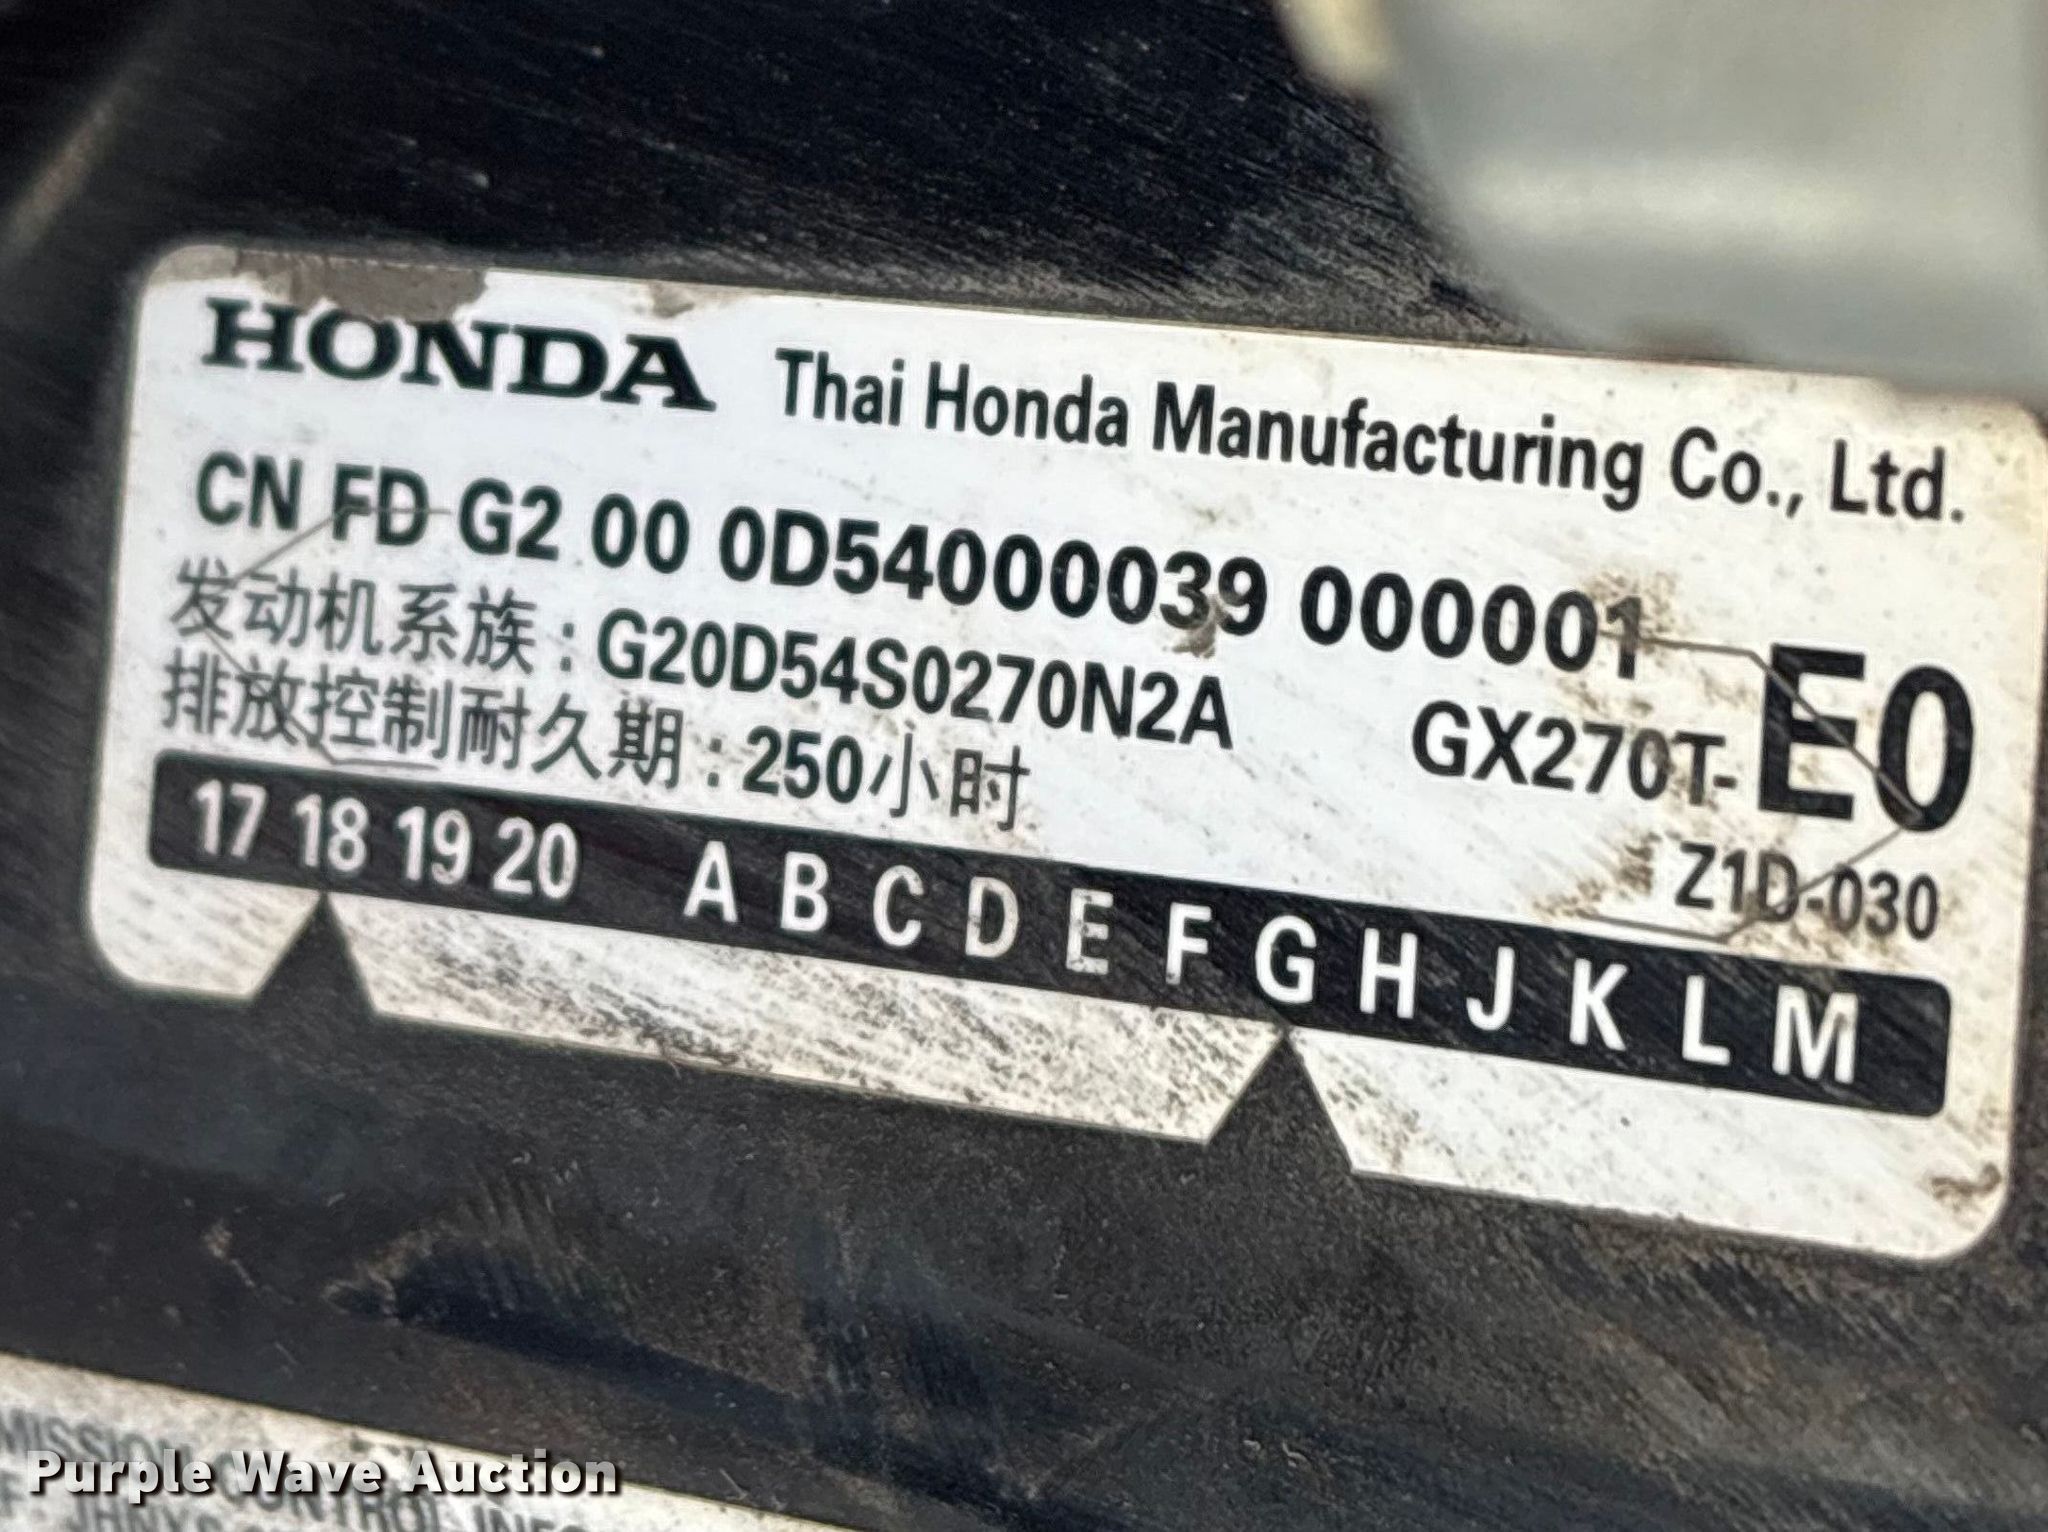 HONDA Thai Honda Manufacturing Co., Ltd.
CN FD G2 00 0D54000039 000001
发动机系族：G20D54S0270N2A
排放控制耐久期：250小时
GX270T-E0
Z1D-030
17 18 19 20 A B C D E F G H J K L M
Purple Wave Auction